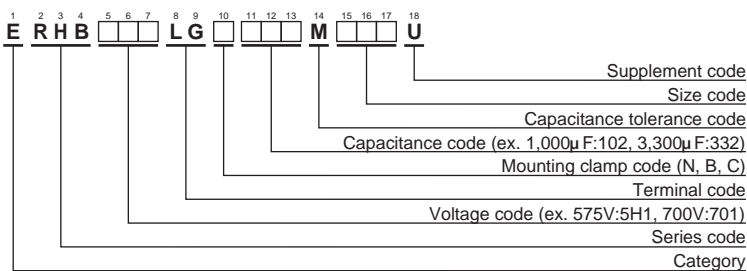 1 2 3 4 5 6 7 8 9 10 11 12 13 14 15 16 17 18
E R H B L G M U
Supplement code
Size code
Capacitance tolerance code
Capacitance code (ex. 1,000μF:102, 3,300μF:332)
Mounting clamp code (N, B, C)
Terminal code
Voltage code (ex. 575V:5H1, 700V:701)
Series code
Category